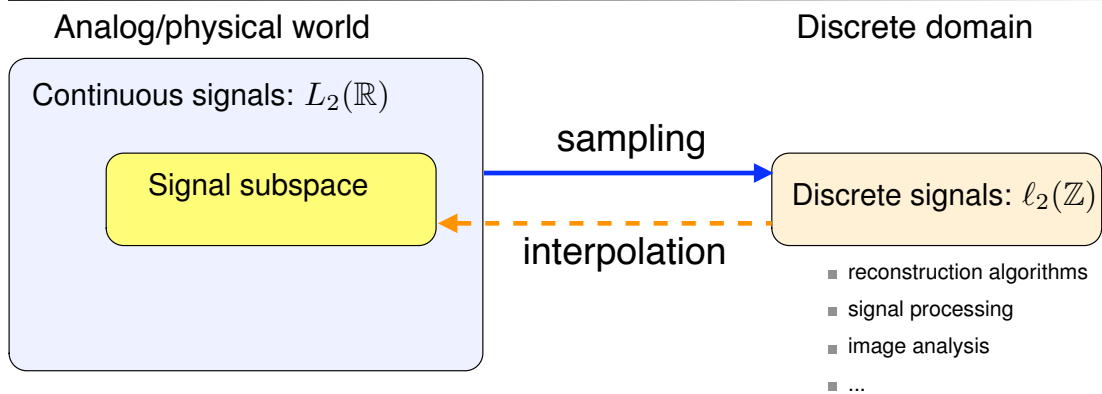 Analog/physical world
Discrete domain
Continuous signals: L₂(ℝ)
sampling
Signal subspace
Discrete signals: ℓ₂(ℤ)
interpolation
reconstruction algorithms
signal processing
image analysis
...